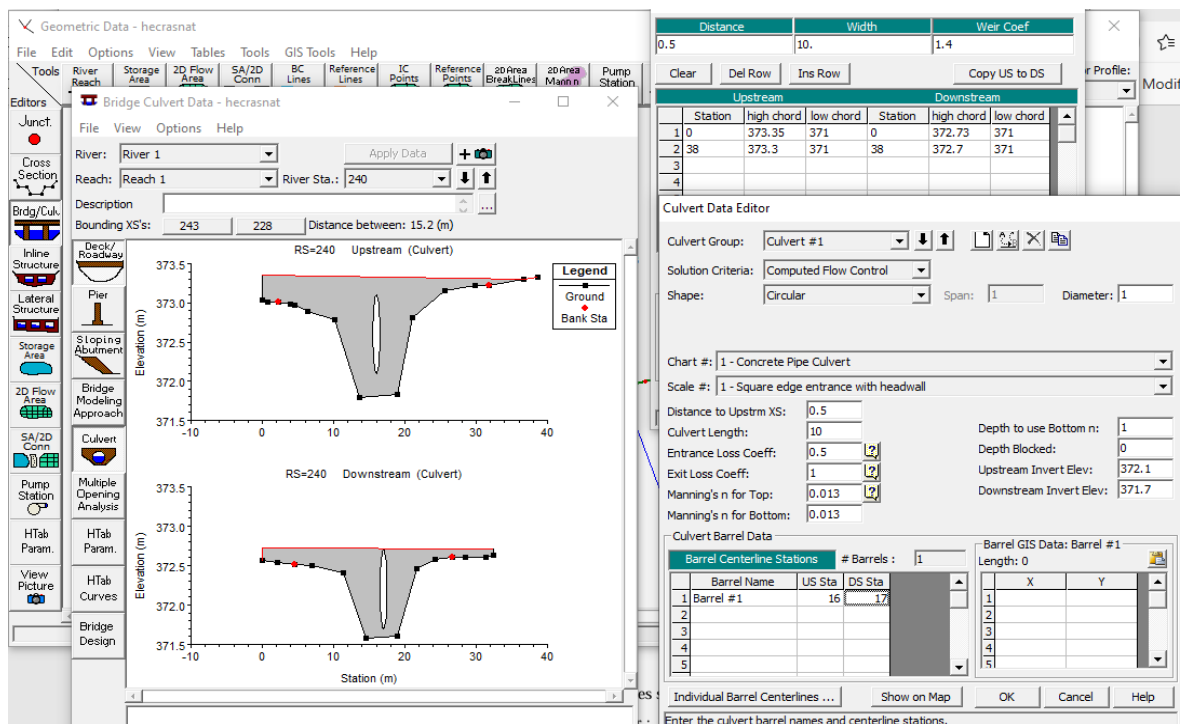 Geometric Data - hecrasnat
File Edit Options View Tables Tools GIS Tools Help
Tools River Reach Storage Area 2D Flow Area SA/2D Conn BC Lines Reference Lines IC Points Reference Points 2D Area BreakLines 2D Area Mann n Pump Station
Editors
Junct.
Cross Section
Brdg/Culv
Inline Structure
Lateral Structure
Storage Area
2D Flow Area
SA/2D Conn
Pump Station
HTab Param.
View Picture
Bridge Culvert Data - hecrasnat
File View Options Help
River: River 1 Apply Data +
Reach: Reach 1 River Sta.: 240
Description ...
Bounding XS's: 243 228 Distance between: 15.2 (m)
Deck/ Roadway
Pier
Sloping Abutment
Bridge Modeling Approach
Culvert
Multiple Opening Analysis
HTab Param.
HTab Curves
Bridge Design
RS=240 Upstream (Culvert)
Elevation (m)
373.5
373.0
372.5
372.0
371.5
-10 0 10 20 30 40
Legend
Ground
Bank Sta
RS=240 Downstream (Culvert)
Elevation (m)
373.5
373.0
372.5
372.0
371.5
-10 0 10 20 30 40
Station (m)
Distance Width Weir Coef
0.5 10. 1.4
Clear Del Row Ins Row Copy US to DS
Upstream Downstream
Station high chord low chord Station high chord low chord
1 0 373.35 371 0 372.73 371
2 38 373.3 371 38 372.7 371
3
4
r Profile:
Modif
Culvert Data Editor
Culvert Group: Culvert #1
Solution Criteria: Computed Flow Control
Shape: Circular Span: 1 Diameter: 1
Chart #: 1 - Concrete Pipe Culvert
Scale #: 1 - Square edge entrance with headwall
Distance to Upstrm XS: 0.5
Culvert Length: 10
Entrance Loss Coeff: 0.5
Exit Loss Coeff: 1
Manning's n for Top: 0.013
Manning's n for Bottom: 0.013
Depth to use Bottom n: 1
Depth Blocked: 0
Upstream Invert Elev: 372.1
Downstream Invert Elev: 371.7
Culvert Barrel Data
Barrel Centerline Stations # Barrels : 1
Barrel Name US Sta DS Sta
1 Barrel #1 16 17
2
3
4
5
Barrel GIS Data: Barrel #1
Length: 0
X Y
1
2
3
4
5
Individual Barrel Centerlines ... Show on Map OK Cancel Help
Enter the culvert barrel names and centerline stations.